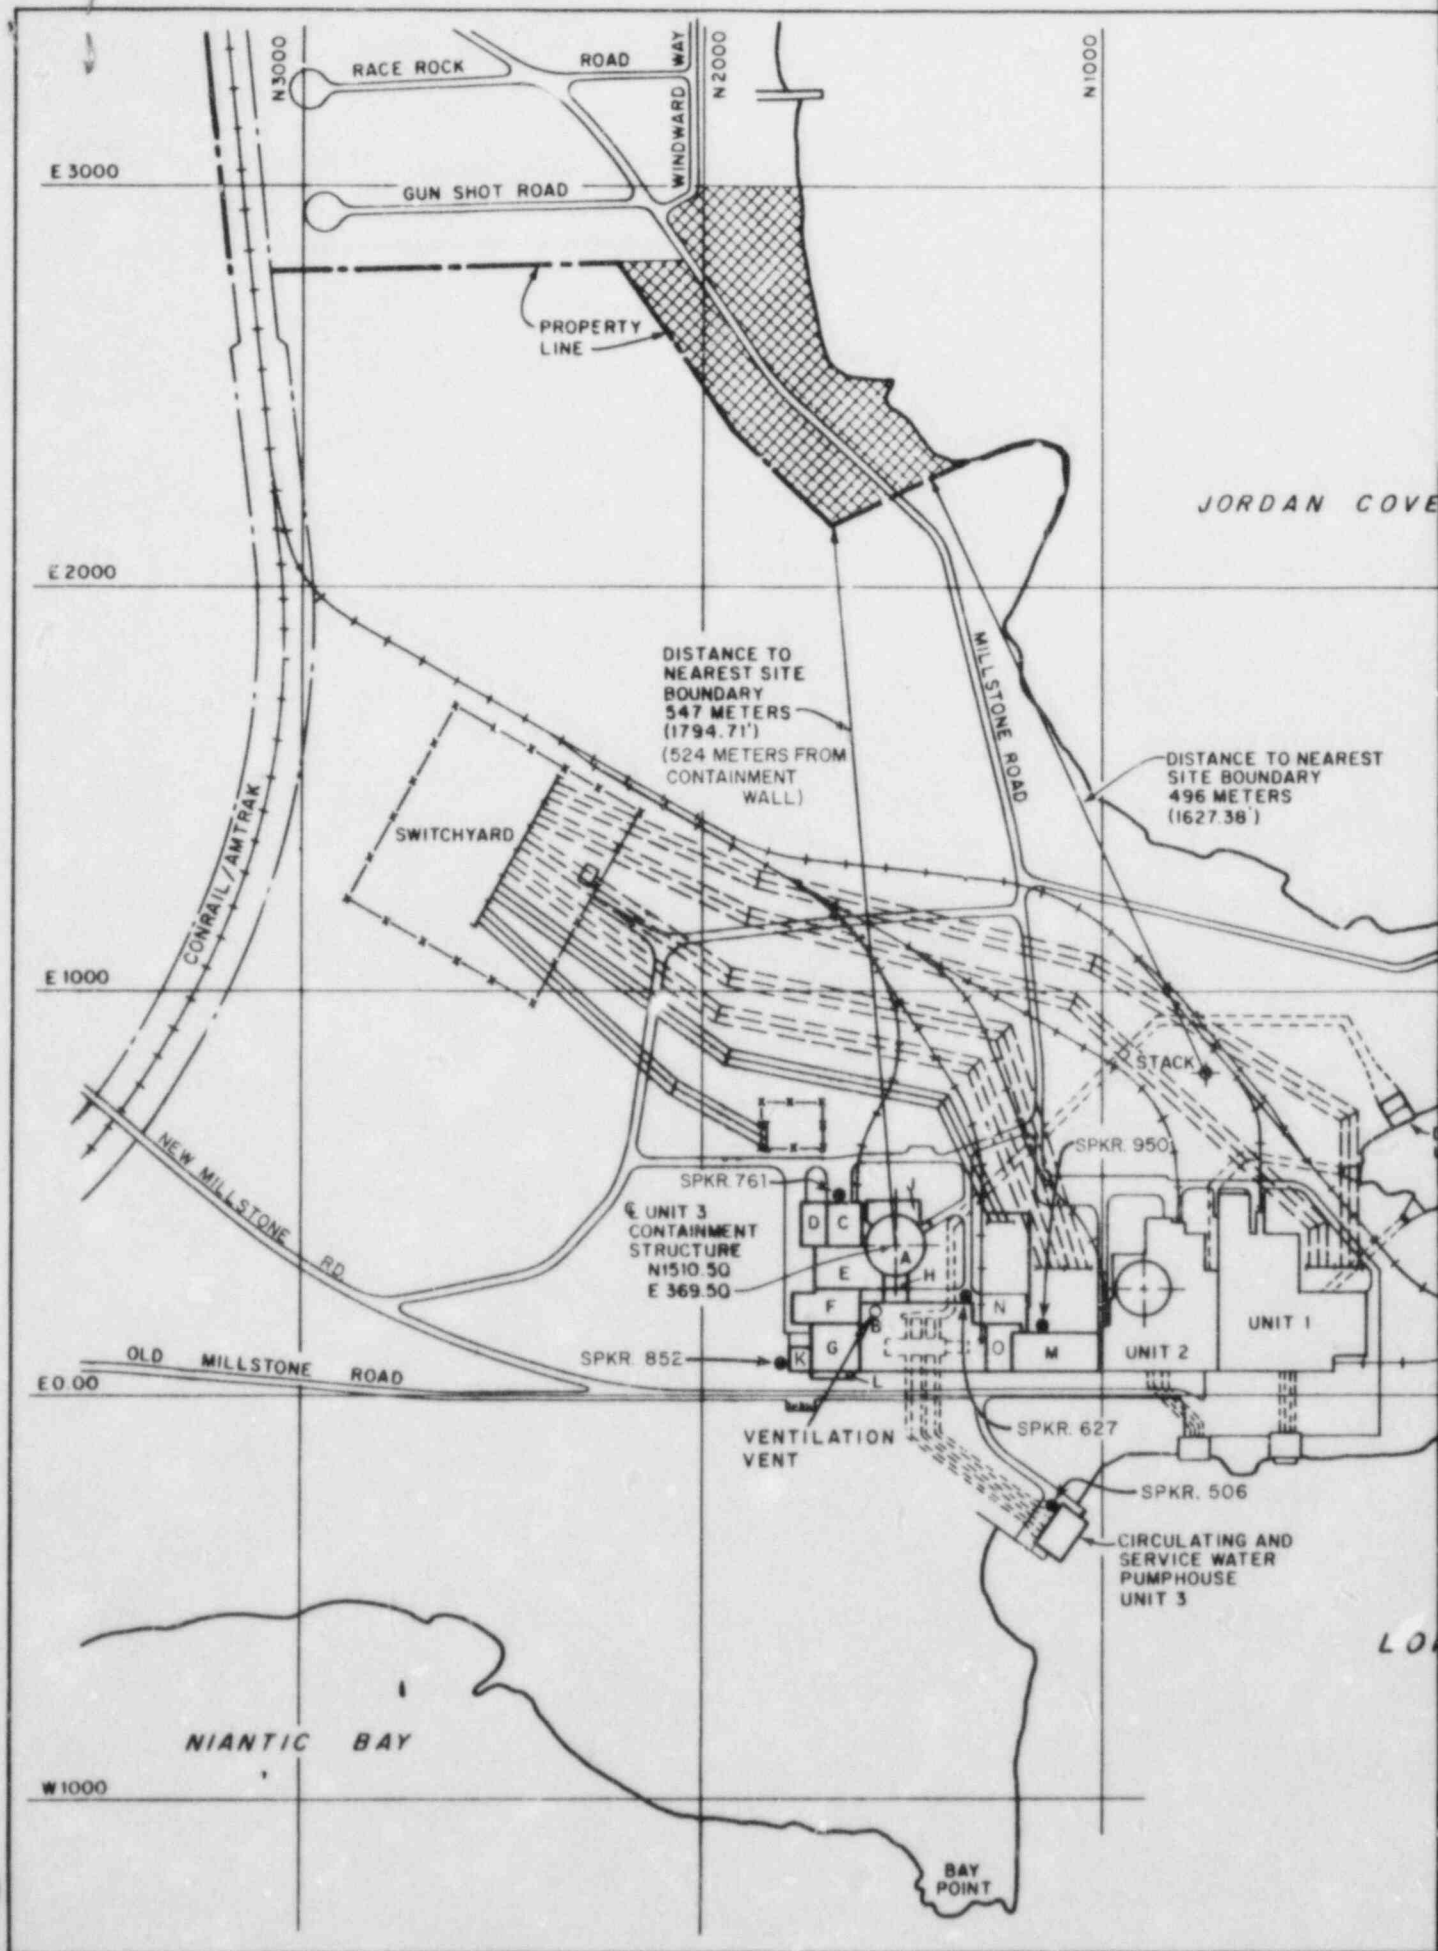 N3000
RACE ROCK ROAD
WINDWARD WAY
N2000
N1000
E 3000
GUN SHOT ROAD
PROPERTY
LINE
JORDAN COVE
E 2000
DISTANCE TO
NEAREST SITE
BOUNDARY
547 METERS
(1794.71')
(524 METERS FROM
CONTAINMENT
WALL)
MILLSTONE ROAD
DISTANCE TO NEAREST
SITE BOUNDARY
496 METERS
(1627.38')
SWITCHYARD
CONRAIL/AMTRAK
E 1000
STACK
NEW MILLSTONE RD
SPKR. 950
SPKR. 761
℄ UNIT 3
CONTAINMENT
STRUCTURE
N1510.50
E 369.50
D
C
J
A
E
H
F
B
N
G
K
O
M
L
UNIT 2
UNIT 1
SPKR. 852
OLD MILLSTONE ROAD
E0.00
VENTILATION
VENT
SPKR. 627
SPKR. 506
CIRCULATING AND
SERVICE WATER
PUMPHOUSE
UNIT 3
NIANTIC BAY
W1000
BAY
POINT